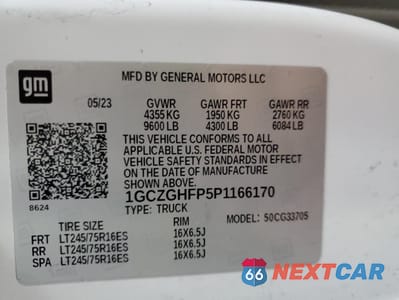 gm
MFD BY GENERAL MOTORS LLC
05/23 GVWR GAWR FRT GAWR RR
4355 KG 1950 KG 2760 KG
9600 LB 4300 LB 6084 LB
THIS VEHICLE CONFORMS TO ALL
APPLICABLE U.S. FEDERAL MOTOR
VEHICLE SAFETY STANDARDS IN EFFECT
ON THE DATE OF MANUFACTURE
SHOWN ABOVE.
1GCZGHFP5P1166170
8624 TYPE: TRUCK MODEL: 50CG33705
TIRE SIZE RIM
FRT LT245/75R16ES 16X6.5J
RR LT245/75R16ES 16X6.5J
SPA LT245/75R16ES 16X6.5J
66 NEXTCAR